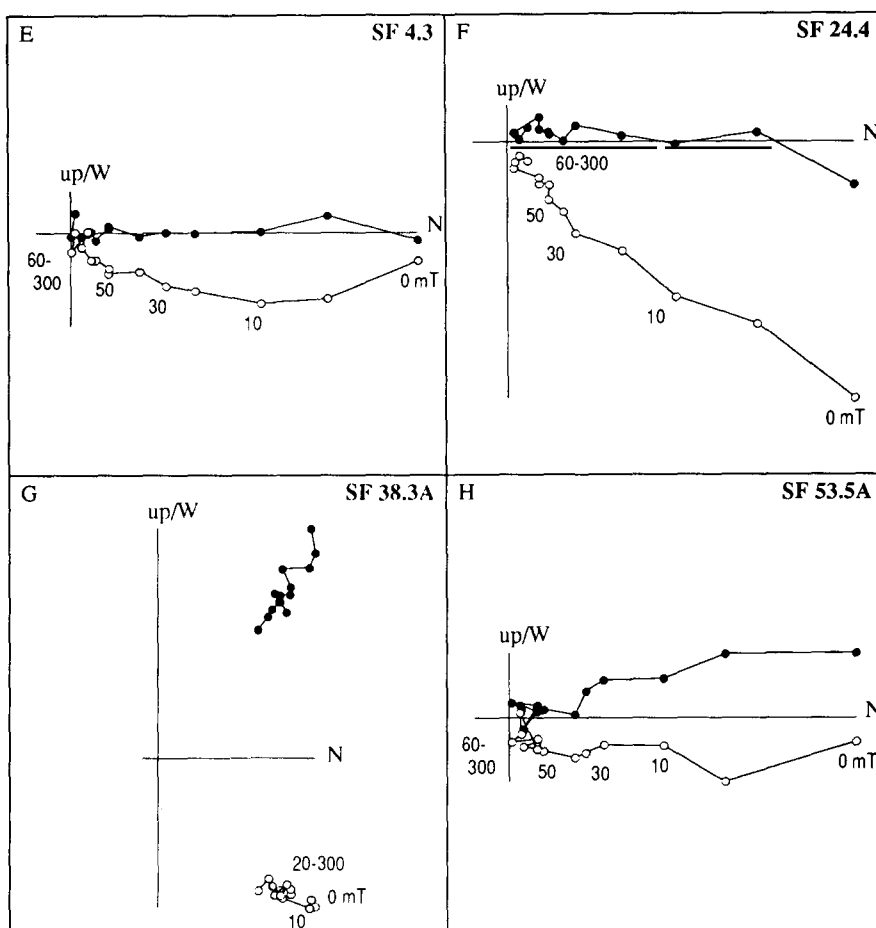 E
SF 4.3
up/W
N
60-
300
50
30
10
0 mT
F
SF 24.4
up/W
N
60-300
50
30
10
0 mT
G
SF 38.3A
up/W
N
20-300
0 mT
10
H
SF 53.5A
up/W
N
60-
300
50
30
10
0 mT